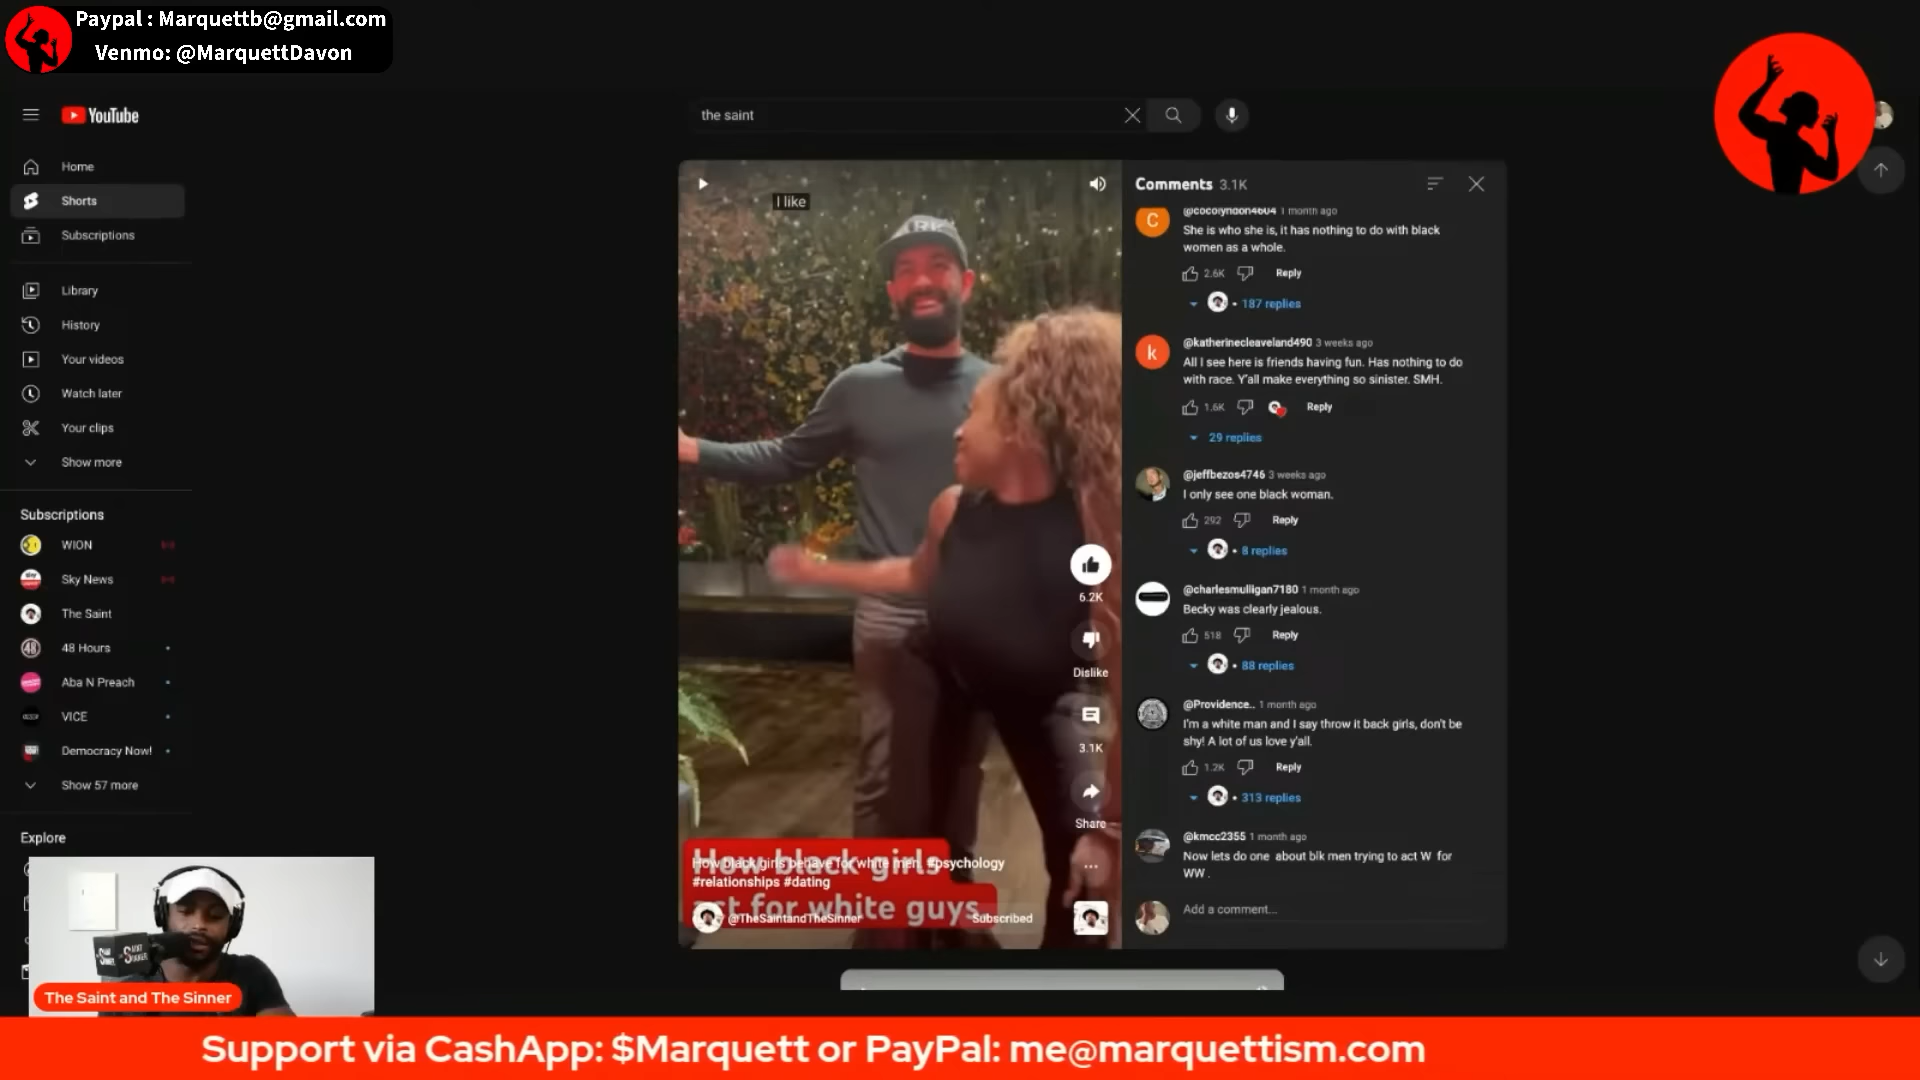 Paypal : Marquettb@gmail.com
Venmo: @MarquettDavon
YouTube
the saint
Home
Shorts
Subscriptions
Library
History
Your videos
Watch later
Your clips
Show more
Subscriptions
WION
Sky News
The Saint
48 Hours
Aba N Preach
VICE
Democracy Now!
Show 57 more
Explore
I like
6.2K
Dislike
3.1K
Share
How black girls
act for white guys
How black girls behave for white men. #psychology
#relationships #dating
@TheSaintandTheSinner
Subscribed
Comments 3.1K
@cocolyndon4604 1 month ago
She is who she is, it has nothing to do with black
women as a whole.
2.6K Reply
187 replies
@katherinecleaveland490 3 weeks ago
All I see here is friends having fun. Has nothing to do
with race. Y'all make everything so sinister. SMH.
1.6K Reply
29 replies
@jeffbezos4746 3 weeks ago
I only see one black woman.
292 Reply
8 replies
@charlesmulligan7180 1 month ago
Becky was clearly jealous.
518 Reply
88 replies
@Providence.. 1 month ago
I'm a white man and I say throw it back girls, don't be
shy! A lot of us love y'all.
1.2K Reply
313 replies
@kmcc2355 1 month ago
Now lets do one about blk men trying to act W for
WW .
Add a comment...
The Saint and The Sinner
Support via CashApp: $Marquett or PayPal: me@marquettism.com